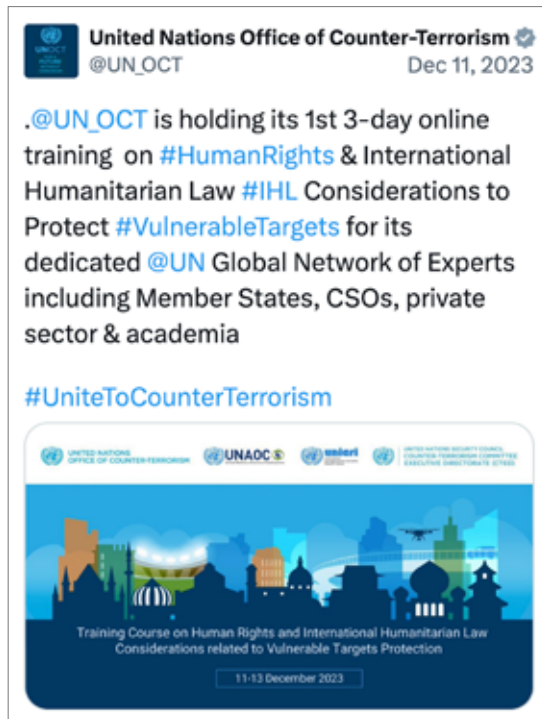 UNOCT
United Nations Office of Counter-Terrorism
@UN_OCT
Dec 11, 2023
.@UN_OCT is holding its 1st 3-day online
training on #HumanRights & International
Humanitarian Law #IHL Considerations to
Protect #VulnerableTargets for its
dedicated @UN Global Network of Experts
including Member States, CSOs, private
sector & academia
#UniteToCounterTerrorism
UNITED NATIONS
OFFICE OF COUNTER-TERRORISM
UNAOC
unicri
UNITED NATIONS SECURITY COUNCIL
COUNTER-TERRORISM COMMITTEE
EXECUTIVE DIRECTORATE (CTED)
Training Course on Human Rights and International Humanitarian Law
Considerations related to Vulnerable Targets Protection
11-13 December 2023